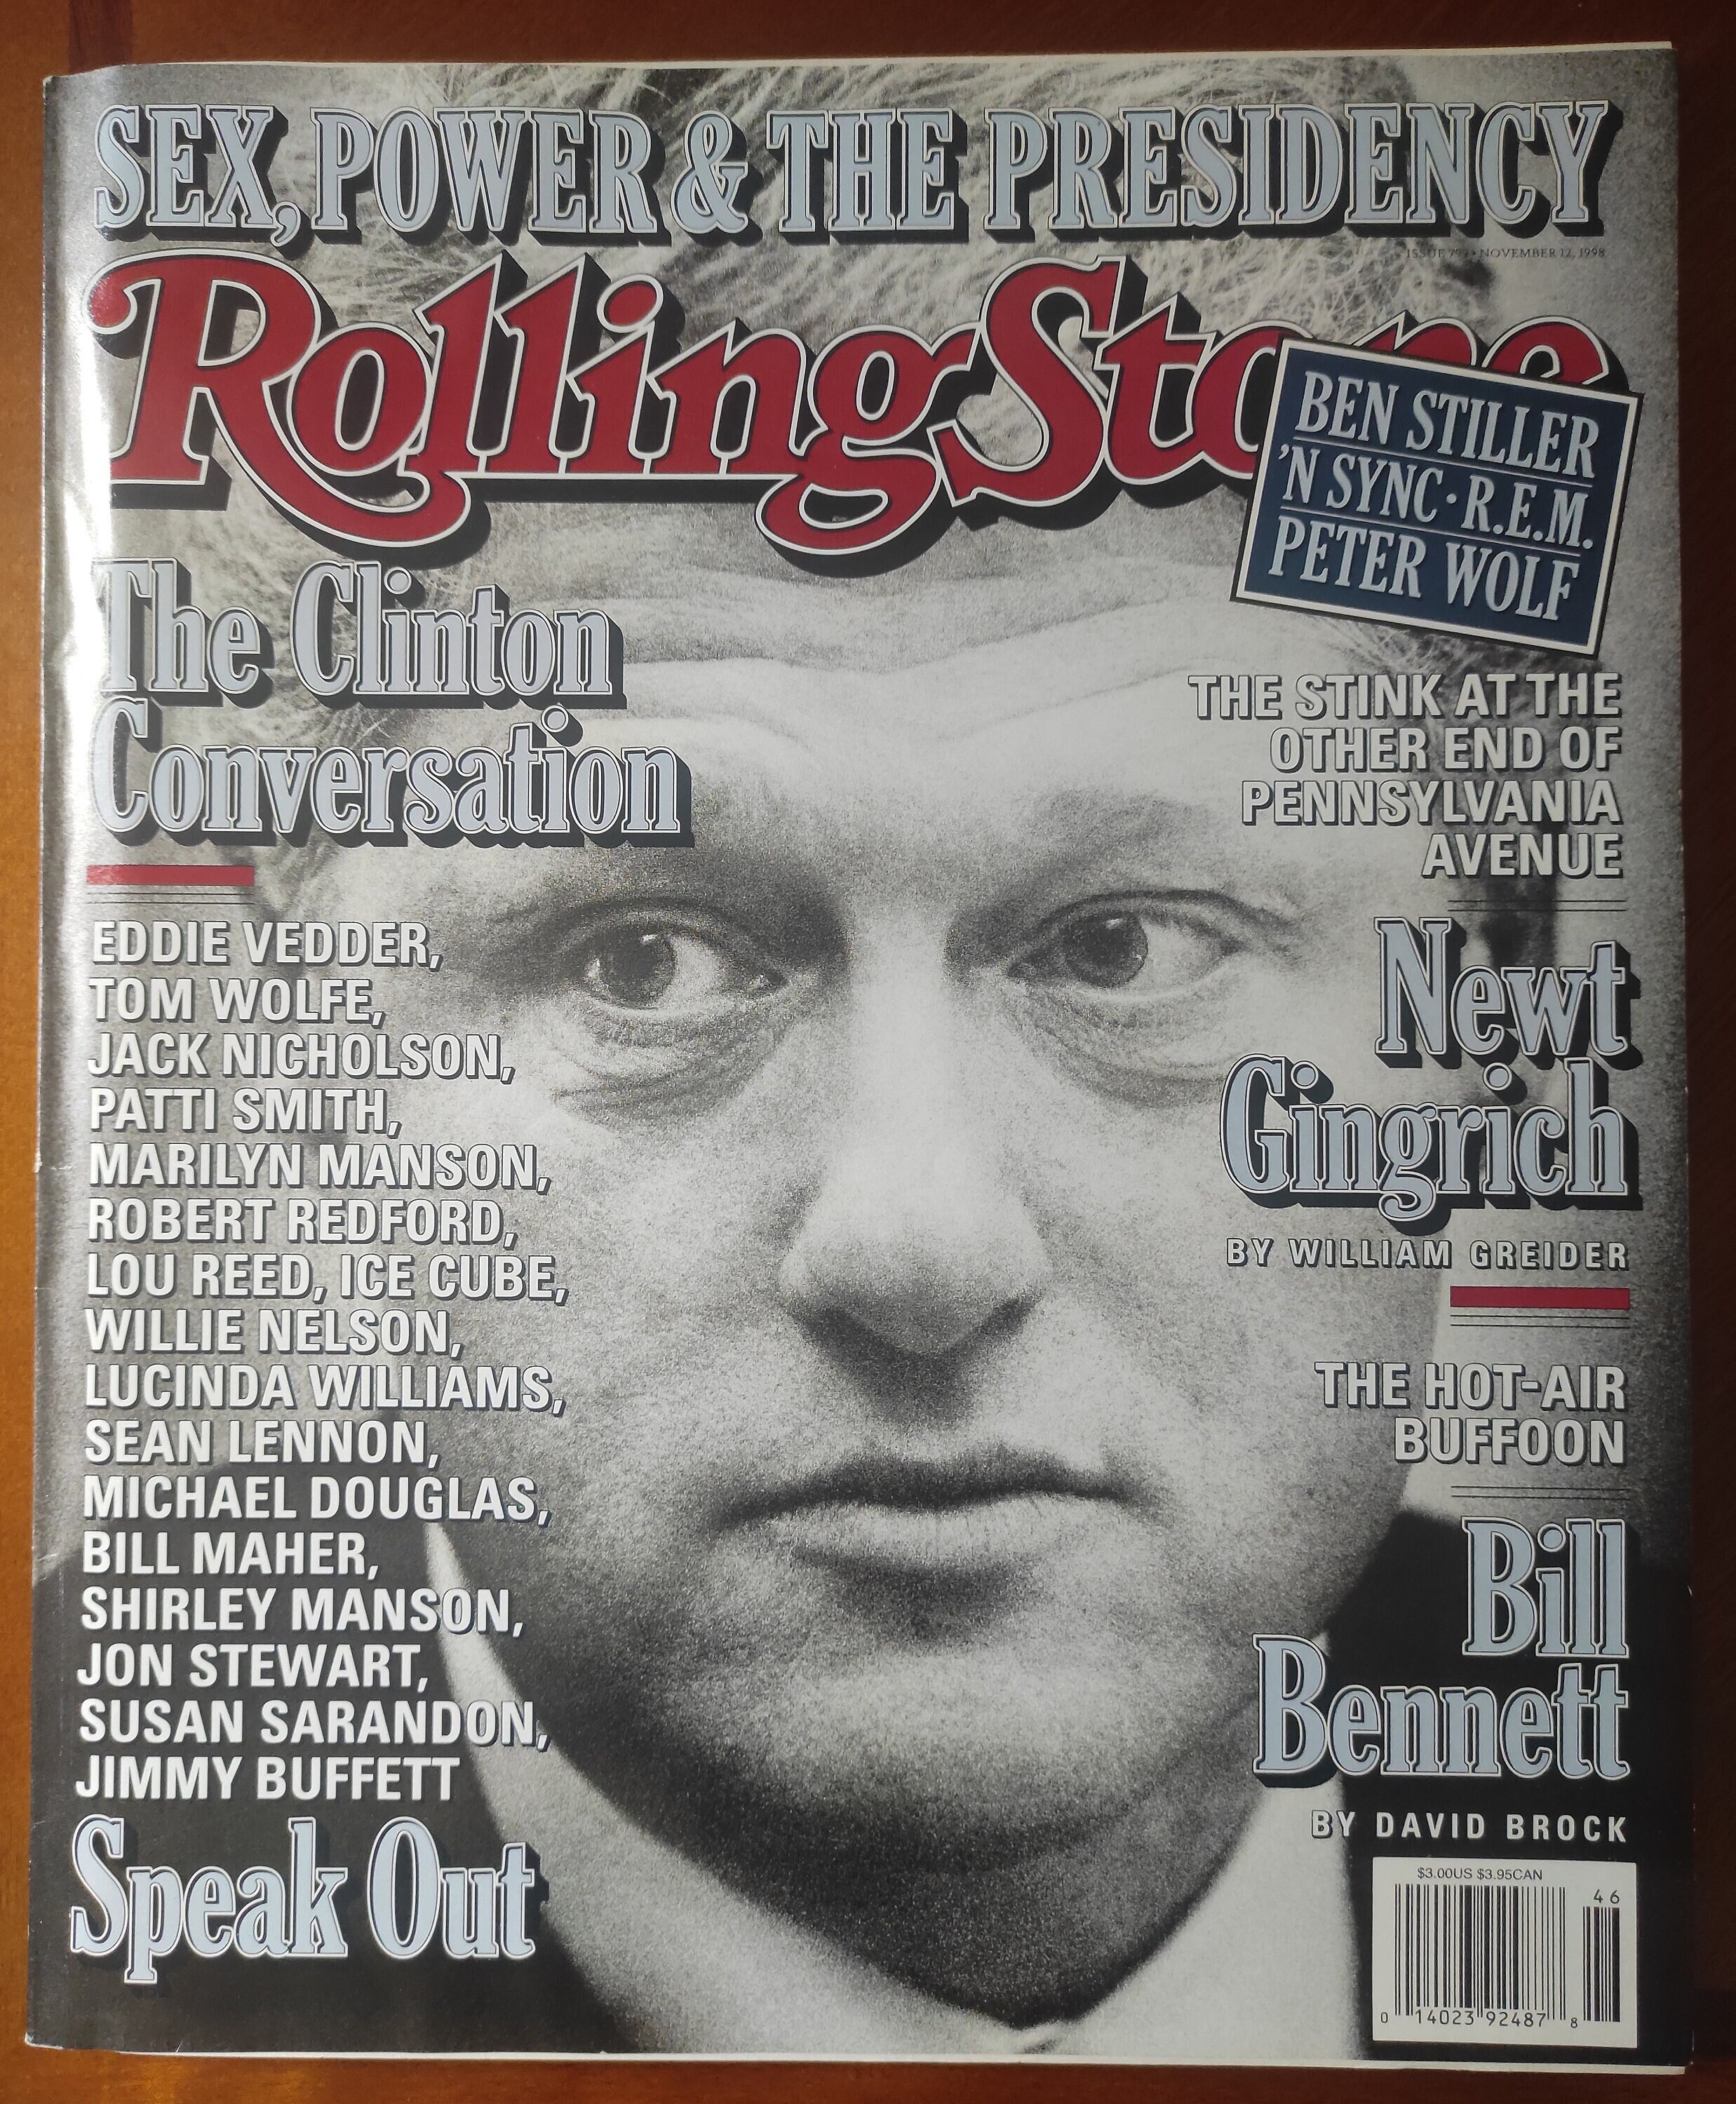 SEX, POWER & THE PRESIDENCY
ISSUE 799 • NOVEMBER 12, 1998
RollingStone
BEN STILLER
'N SYNC · R.E.M.
PETER WOLF
The Clinton
Conversation
EDDIE VEDDER,
TOM WOLFE,
JACK NICHOLSON,
PATTI SMITH,
MARILYN MANSON,
ROBERT REDFORD,
LOU REED, ICE CUBE,
WILLIE NELSON,
LUCINDA WILLIAMS,
SEAN LENNON,
MICHAEL DOUGLAS,
BILL MAHER,
SHIRLEY MANSON,
JON STEWART,
SUSAN SARANDON,
JIMMY BUFFETT
Speak Out
THE STINK AT THE
OTHER END OF
PENNSYLVANIA
AVENUE
Newt
Gingrich
BY WILLIAM GREIDER
THE HOT-AIR
BUFFOON
Bill
Bennett
BY DAVID BROCK
$3.00US $3.95CAN
46
0 14023 92487 8